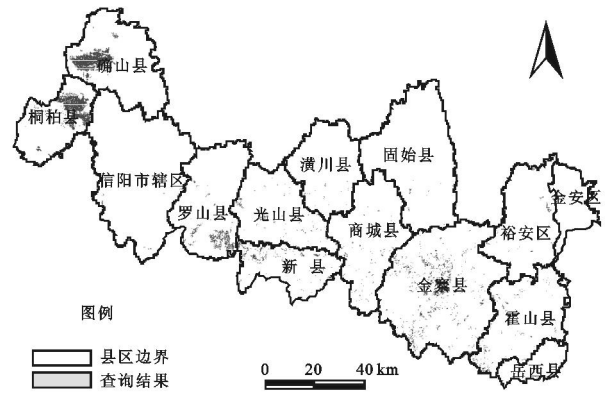 确山县
桐柏县
信阳市辖区
罗山县
光山县
潢川县
固始县
商城县
新 县
金寨县
裕安区
金安区
霍山县
岳西县
图例
县区边界
查询结果
0 20 40 km